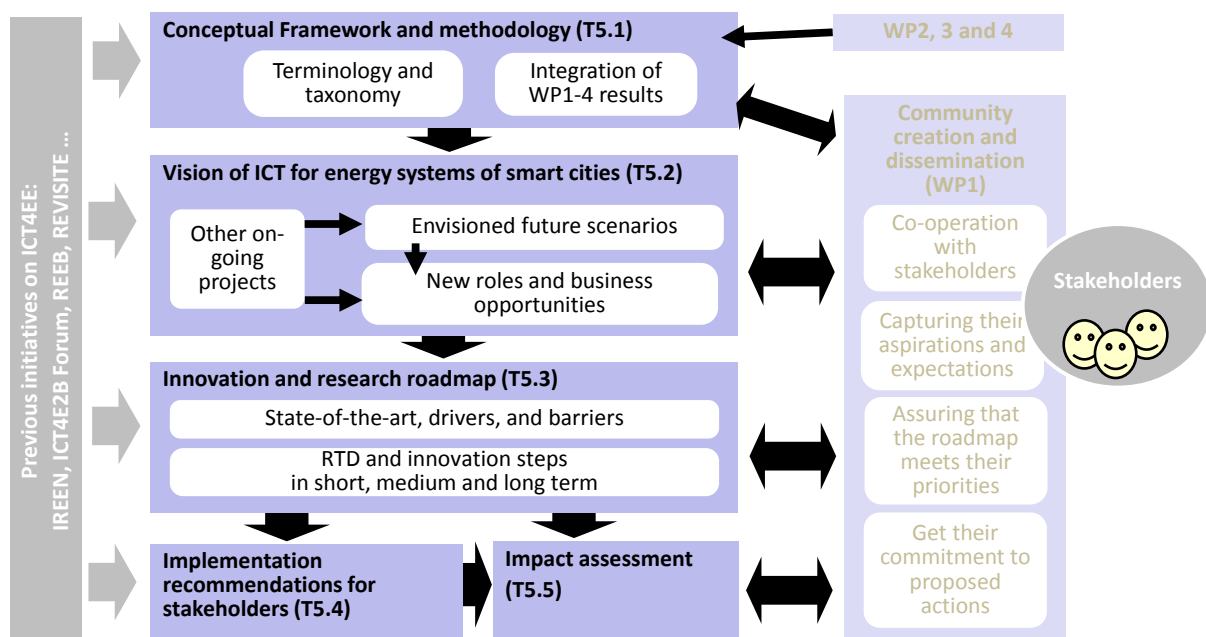 Previous initiatives on ICT4EE:
IREEN, ICT4E2B Forum, REEB, REVISITE ...
Conceptual Framework and methodology (T5.1)
Terminology and
taxonomy
Integration of
WP1-4 results
WP2, 3 and 4
Vision of ICT for energy systems of smart cities (T5.2)
Other on-
going
projects
Envisioned future scenarios
New roles and business
opportunities
Innovation and research roadmap (T5.3)
State-of-the-art, drivers, and barriers
RTD and innovation steps
in short, medium and long term
Implementation
recommendations for
stakeholders (T5.4)
Impact assessment
(T5.5)
Community
creation and
dissemination
(WP1)
Co-operation
with
stakeholders
Capturing their
aspirations and
expectations
Assuring that
the roadmap
meets their
priorities
Get their
commitment to
proposed
actions
Stakeholders